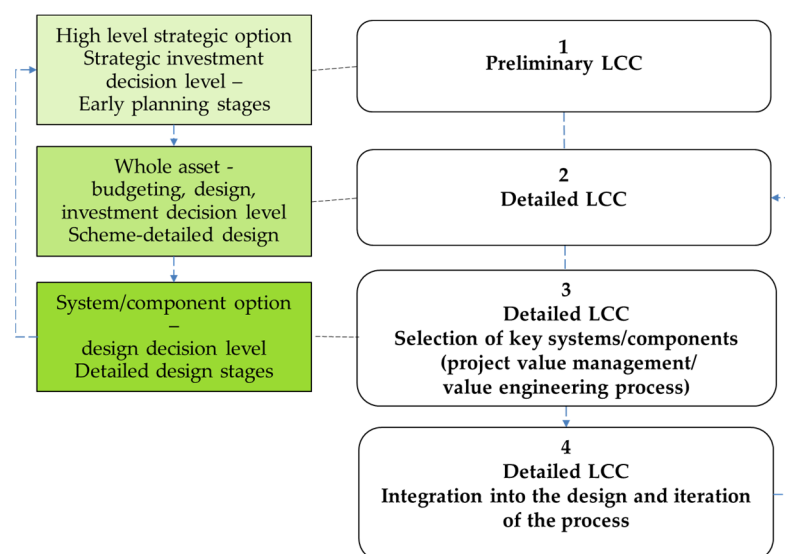 High level strategic option
Strategic investment
decision level –
Early planning stages
1
Preliminary LCC
Whole asset -
budgeting, design,
investment decision level
Scheme-detailed design
2
Detailed LCC
System/component option
–
design decision level
Detailed design stages
3
Detailed LCC
Selection of key systems/components
(project value management/
value engineering process)
4
Detailed LCC
Integration into the design and iteration
of the process